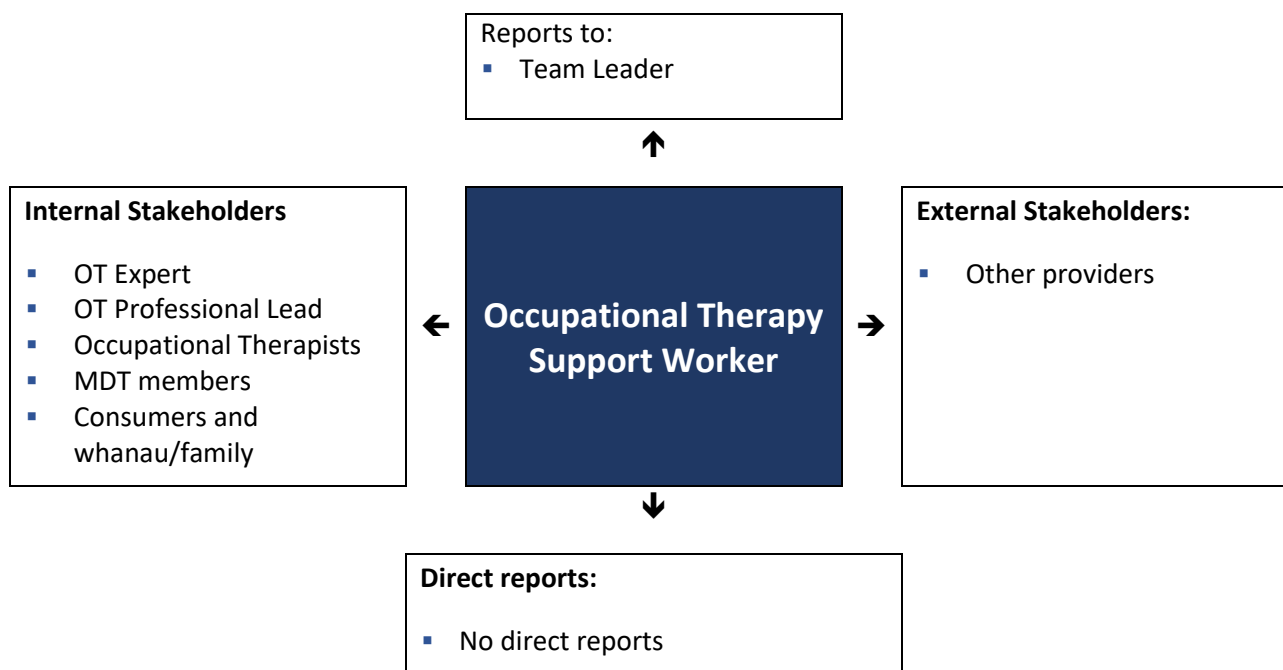 Reports to:
▪ Team Leader
Internal Stakeholders
▪ OT Expert
▪ OT Professional Lead
▪ Occupational Therapists
▪ MDT members
▪ Consumers and
whanau/family
Occupational Therapy
Support Worker
External Stakeholders:
▪ Other providers
Direct reports:
▪ No direct reports